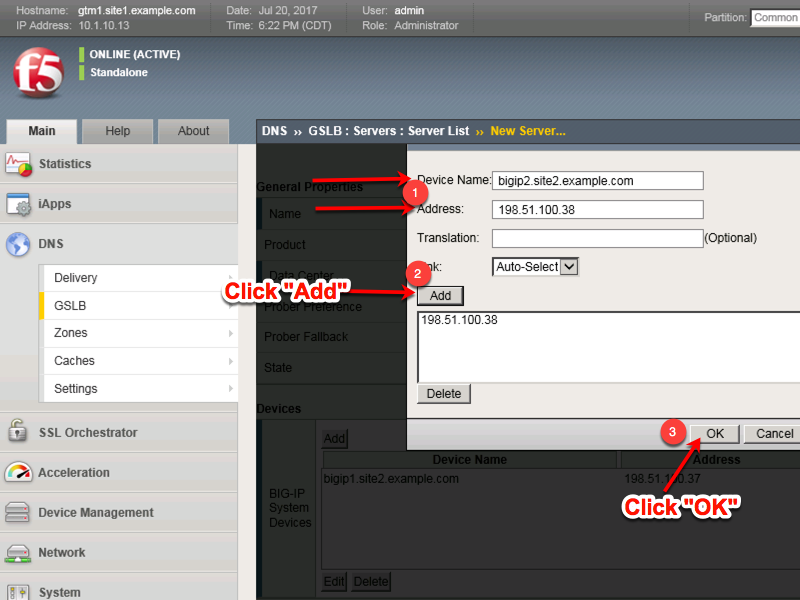 Hostname: gtm1.site1.example.com Date: Jul 20, 2017 User: admin
IP Address: 10.1.10.13 Time: 6:22 PM (CDT) Role: Administrator
Partition: Common
f5
ONLINE (ACTIVE)
Standalone
Main Help About
DNS ›› GSLB : Servers : Server List ›› New Server...
Statistics
iApps
DNS
Delivery
GSLB
Zones
Caches
Settings
SSL Orchestrator
Acceleration
Device Management
Network
System
General Properties
Name
Product
Data Center
Prober Preference
Prober Fallback
State
Devices
BIG-IP
System
Devices
Add
Device Name Address
bigip1.site2.example.com
Edit Delete
Device Name: bigip2.site2.example.com
1
Address: 198.51.100.38
Translation: (Optional)
Auto-Select
2
Click "Add"
Add
198.51.100.38
Delete
3
OK Cancel
Click "OK"